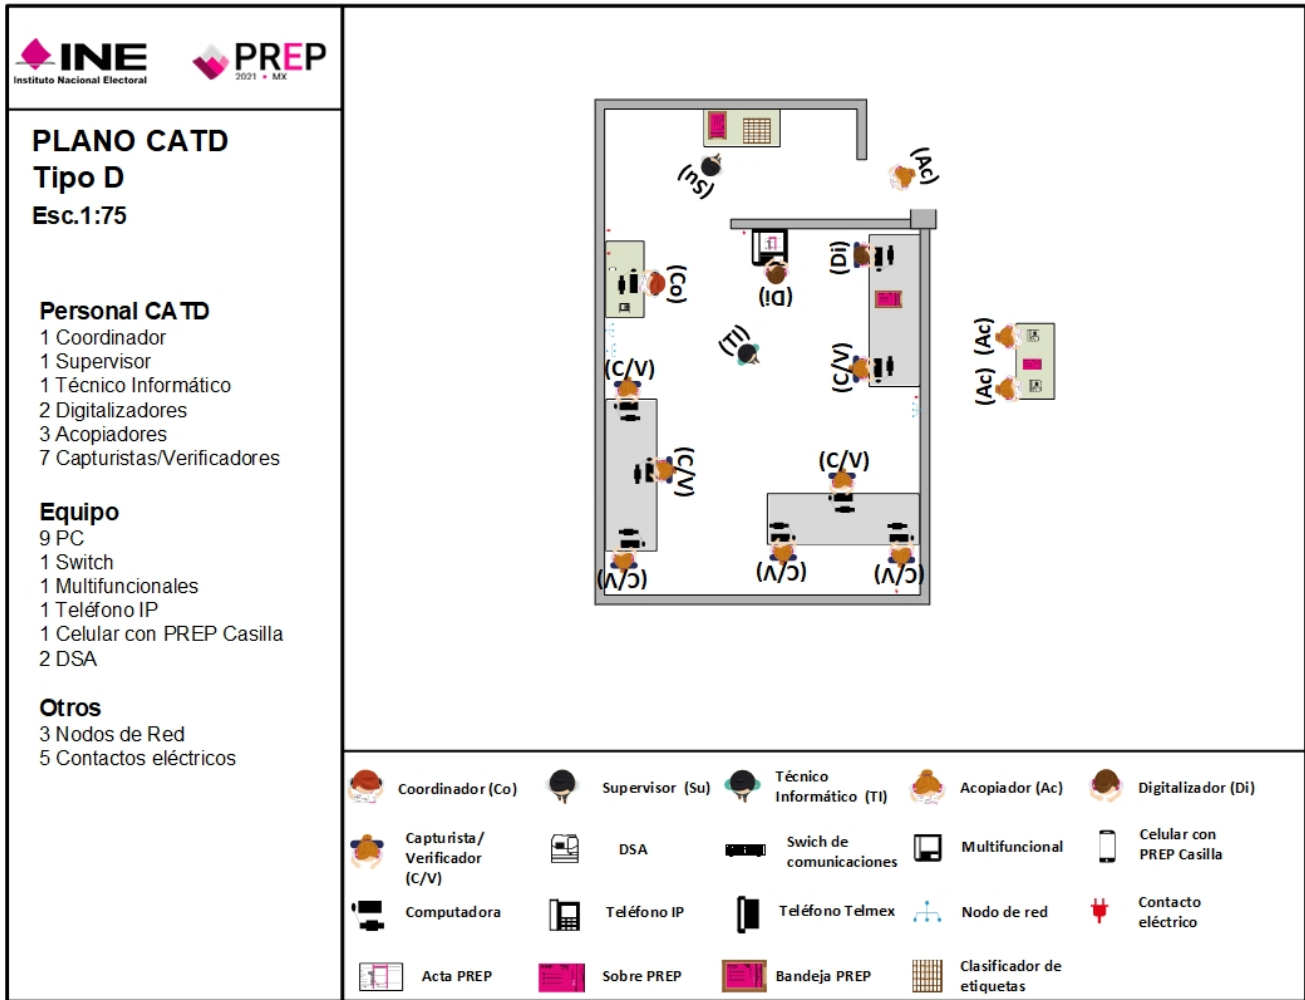 INE
Instituto Nacional Electoral
PREP
2021 • MX
PLANO CATD
Tipo D
Esc.1:75
Personal CATD
1 Coordinador
1 Supervisor
1 Técnico Informático
2 Digitalizadores
3 Acopiadores
7 Capturistas/Verificadores
Equipo
9 PC
1 Switch
1 Multifuncionales
1 Teléfono IP
1 Celular con PREP Casilla
2 DSA
Otros
3 Nodos de Red
5 Contactos eléctricos
(Su)
(Ac)
(Co)
(Di)
(Di)
(TI)
(C/V)
(C/V)
(Ac)
(Ac)
(C/V)
(C/V)
(C/V)
(C/V)
(C/V)
Coordinador (Co)
Supervisor (Su)
Técnico
Informático (TI)
Acopiador (Ac)
Digitalizador (Di)
Capturista/
Verificador
(C/V)
DSA
Swich de
comunicaciones
Multifuncional
Celular con
PREP Casilla
Computadora
Teléfono IP
Teléfono Telmex
Nodo de red
Contacto
eléctrico
Acta PREP
Sobre PREP
Bandeja PREP
Clasificador de
etiquetas